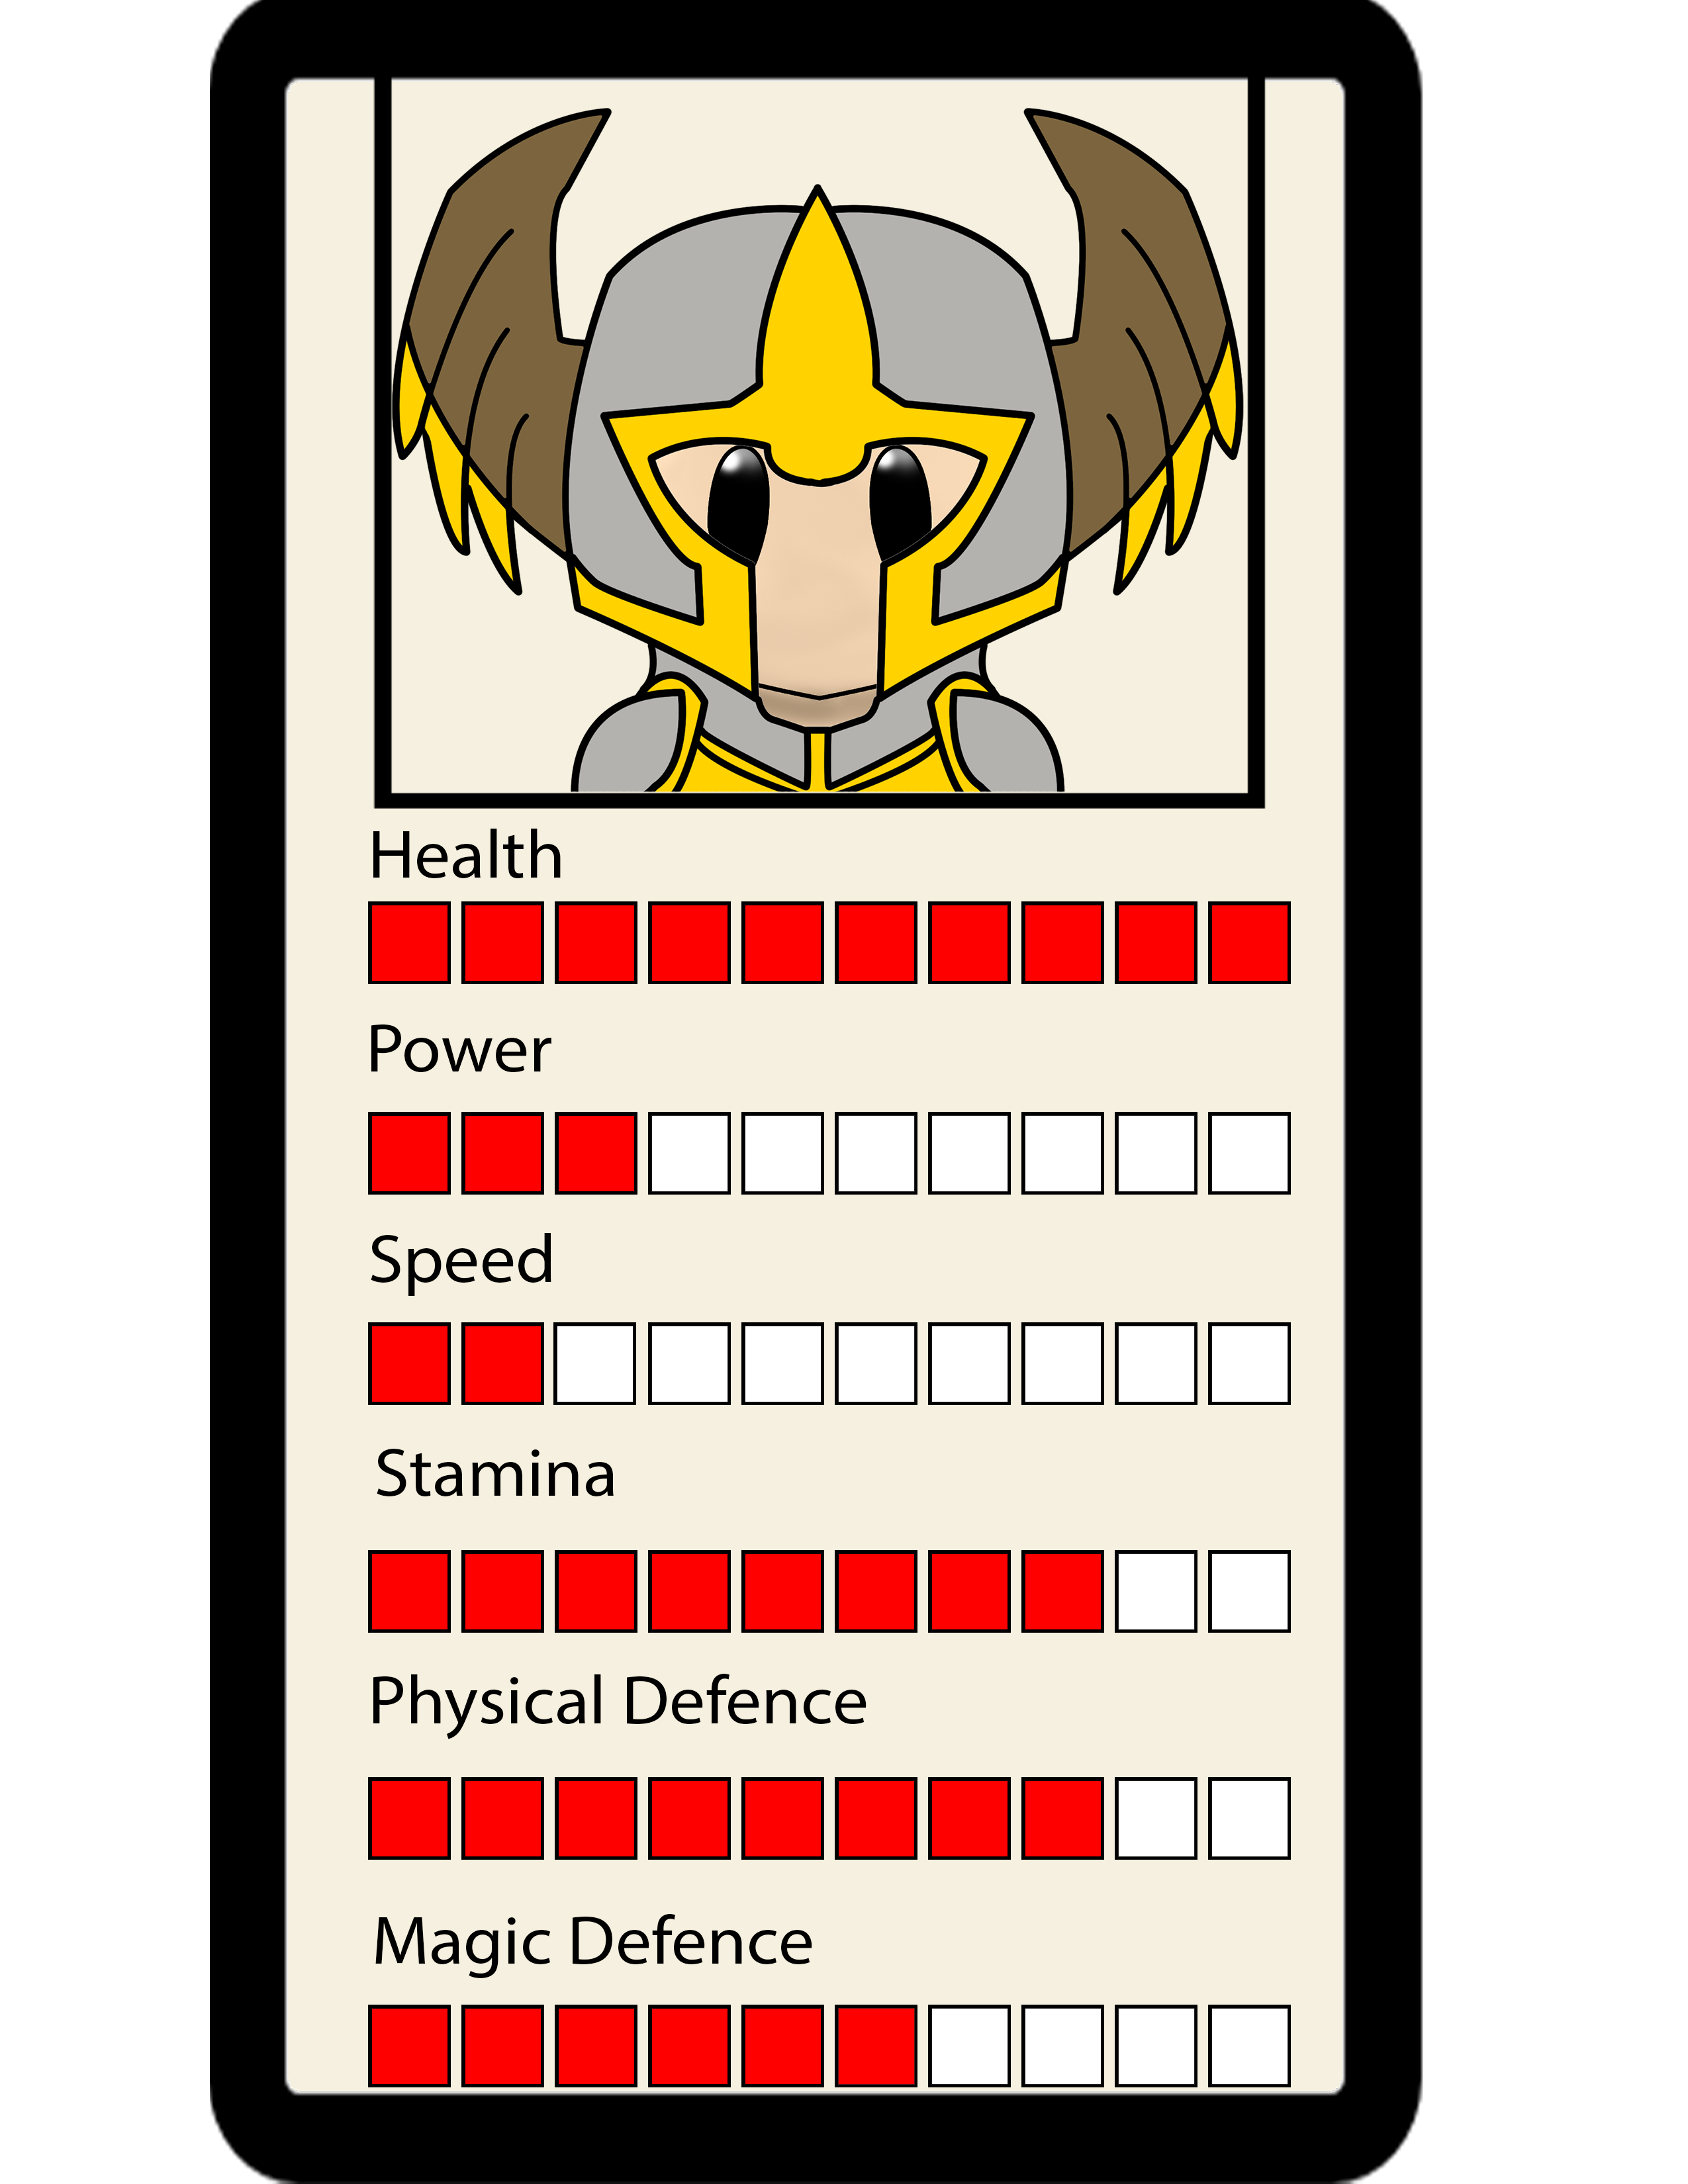 Health
Power
Speed
Stamina
Physical Defence
Magic Defence